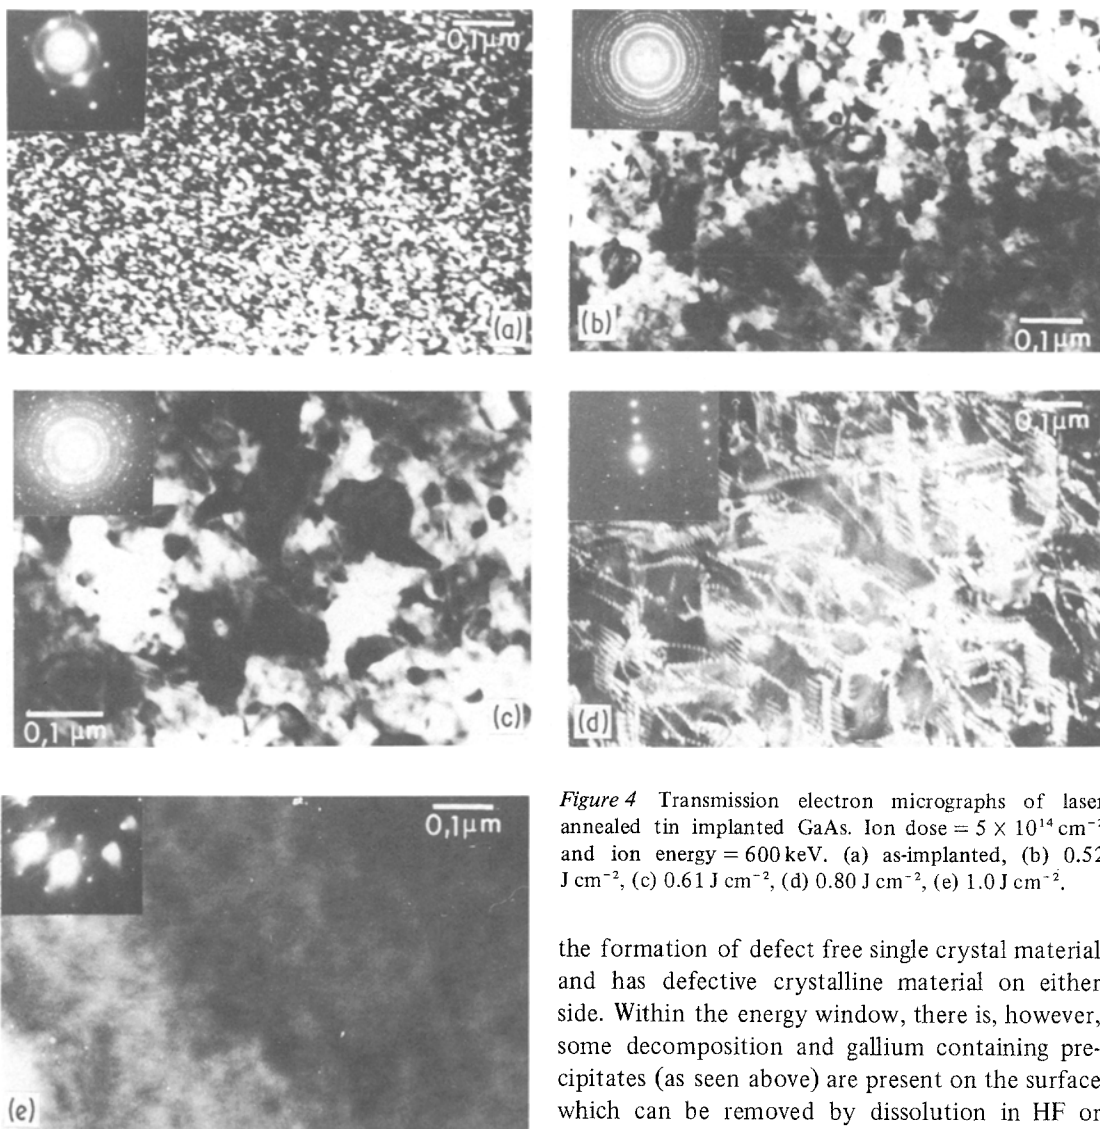 0,1μm
(a)
(b)
0,1μm
0,1μm
(c)
0,1μm
(d)
0,1μm
(e)
Figure 4 Transmission electron micrographs of laser
annealed tin implanted GaAs. Ion dose = 5 × 10¹⁴ cm⁻²
and ion energy = 600 keV. (a) as-implanted, (b) 0.52
J cm⁻², (c) 0.61 J cm⁻², (d) 0.80 J cm⁻², (e) 1.0 J cm⁻².
the formation of defect free single crystal material
and has defective crystalline material on either
side. Within the energy window, there is, however,
some decomposition and gallium containing pre-
cipitates (as seen above) are present on the surface
which can be removed by dissolution in HF or